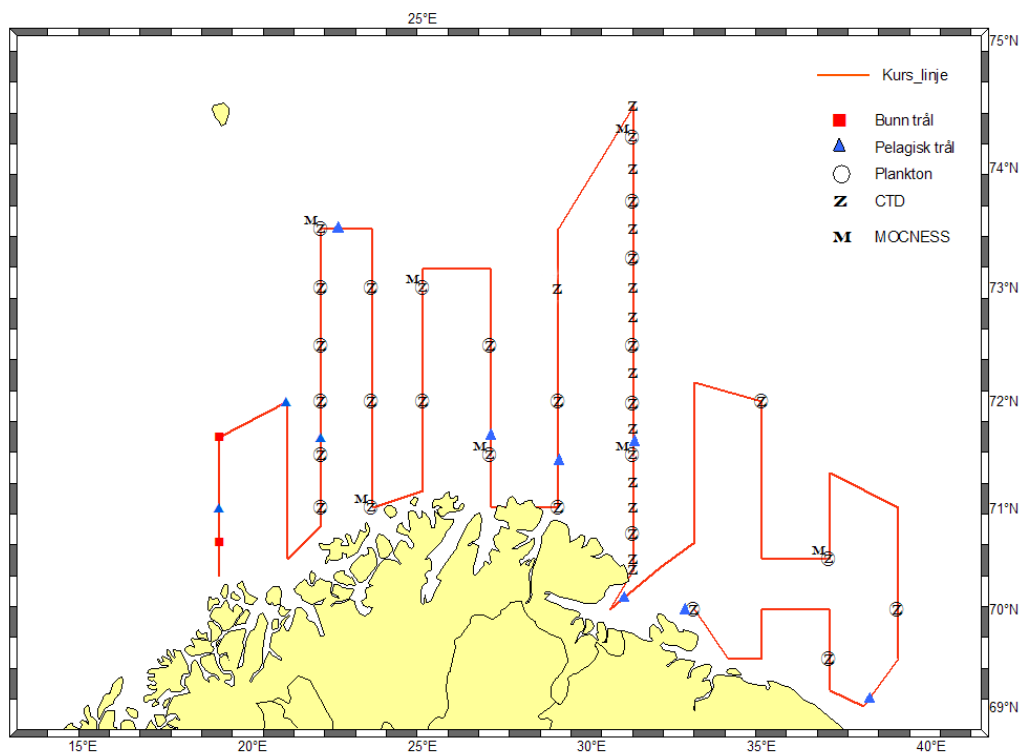 25°E
75°N
Kurs_linje
Bunn trål
Pelagisk trål
Plankton
Z CTD
M MOCNESS
Z
M Z
Z
74°N
Z
M Z
Z
Z
M Z
Z
Z
Z
Z
Z
73°N
Z
Z
Z
Z
Z
Z
Z
Z
Z
Z
Z
Z
72°N
Z
Z
M Z
M Z
Z
M Z
Z
Z
71°N
Z
Z
M Z
Z
Z
Z
Z
70°N
Z
69°N
15°E
20°E
25°E
30°E
35°E
40°E